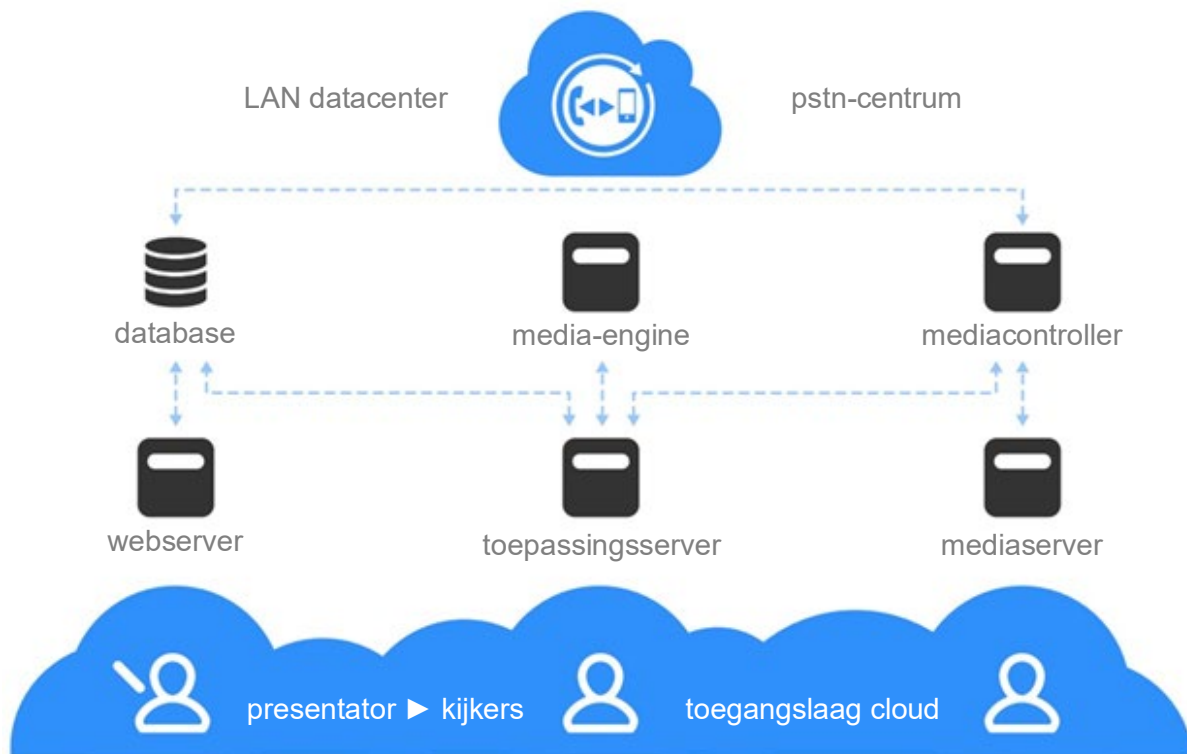 LAN datacenter
pstn-centrum
database
media-engine
mediacontroller
webserver
toepassingsserver
mediaserver
presentator ► kijkers
toegangslaag cloud